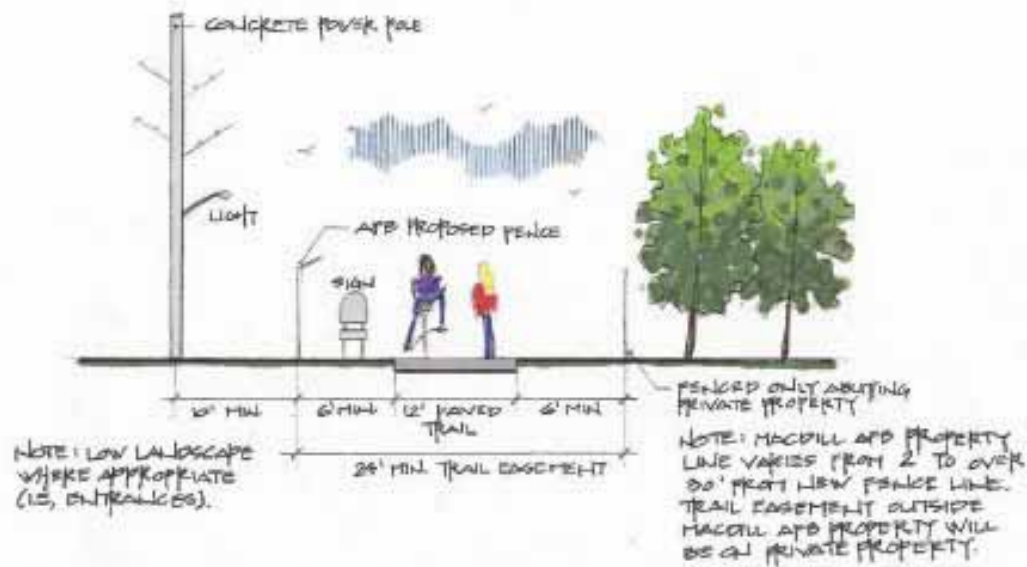 CONCRETE POWER POLE
LIGHT
AFB PROPOSED FENCE
SIGN
10' MIN
6' MIN
12' PAVED
TRAIL
6' MIN
24' MIN. TRAIL EASEMENT
NOTE: LOW LANDSCAPE
WHERE APPROPRIATE
(I.E, ENTRANCES).
FENCED ONLY ABUTTING
PRIVATE PROPERTY
NOTE: MACDILL AFB PROPERTY
LINE VARIES FROM 2 TO OVER
FROM NEW FENCE LINE.
TRAIL EASEMENT OUTSIDE
MACDILL AFB PROPERTY WILL
BE ON PRIVATE PROPERTY.